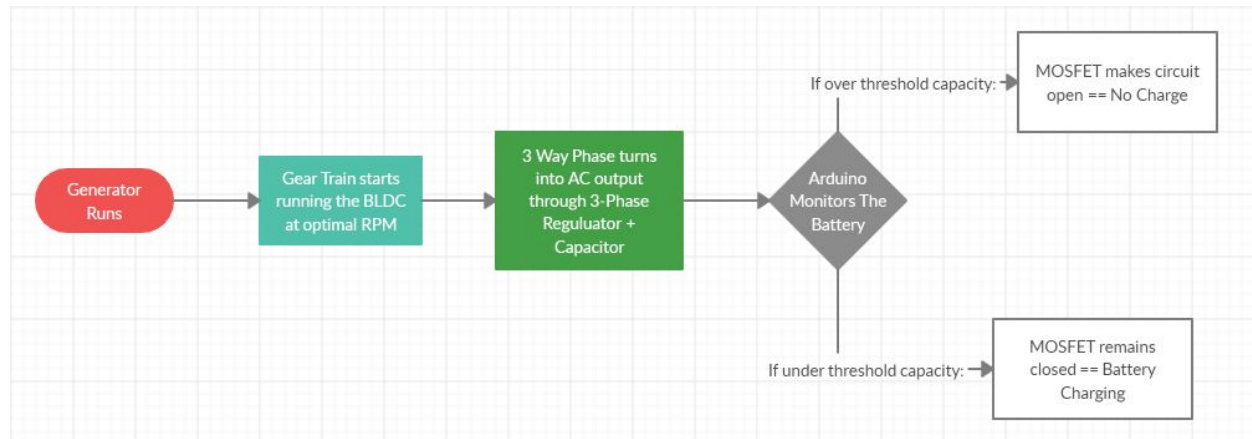 Generator
Runs
Gear Train starts
running the BLDC
at optimal RPM
3 Way Phase turns
into AC output
through 3-Phase
Reguluator +
Capacitor
Arduino
Monitors The
Battery
If over threshold capacity:
MOSFET makes circuit
open == No Charge
If under threshold capacity:
MOSFET remains
closed == Battery
Charging